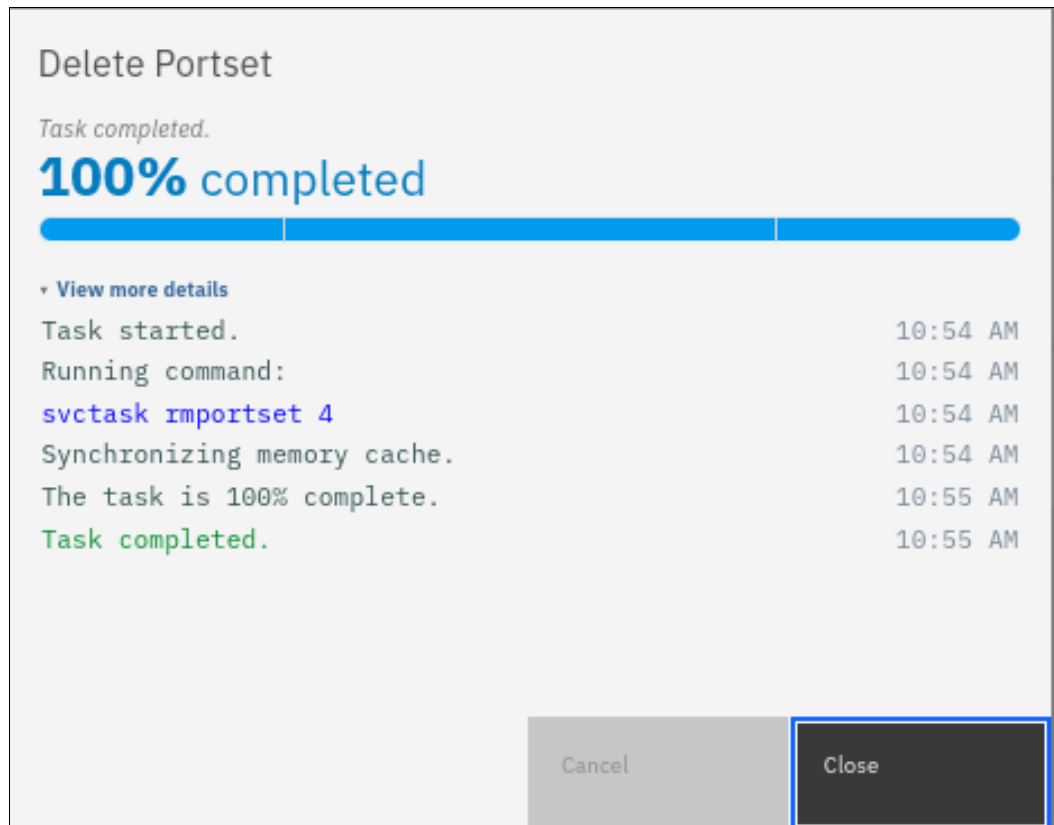 Delete Portset
Task completed.
100% completed
▾ View more details
Task started. 10:54 AM
Running command: 10:54 AM
svctask rmportset 4 10:54 AM
Synchronizing memory cache. 10:54 AM
The task is 100% complete. 10:55 AM
Task completed. 10:55 AM
Cancel Close